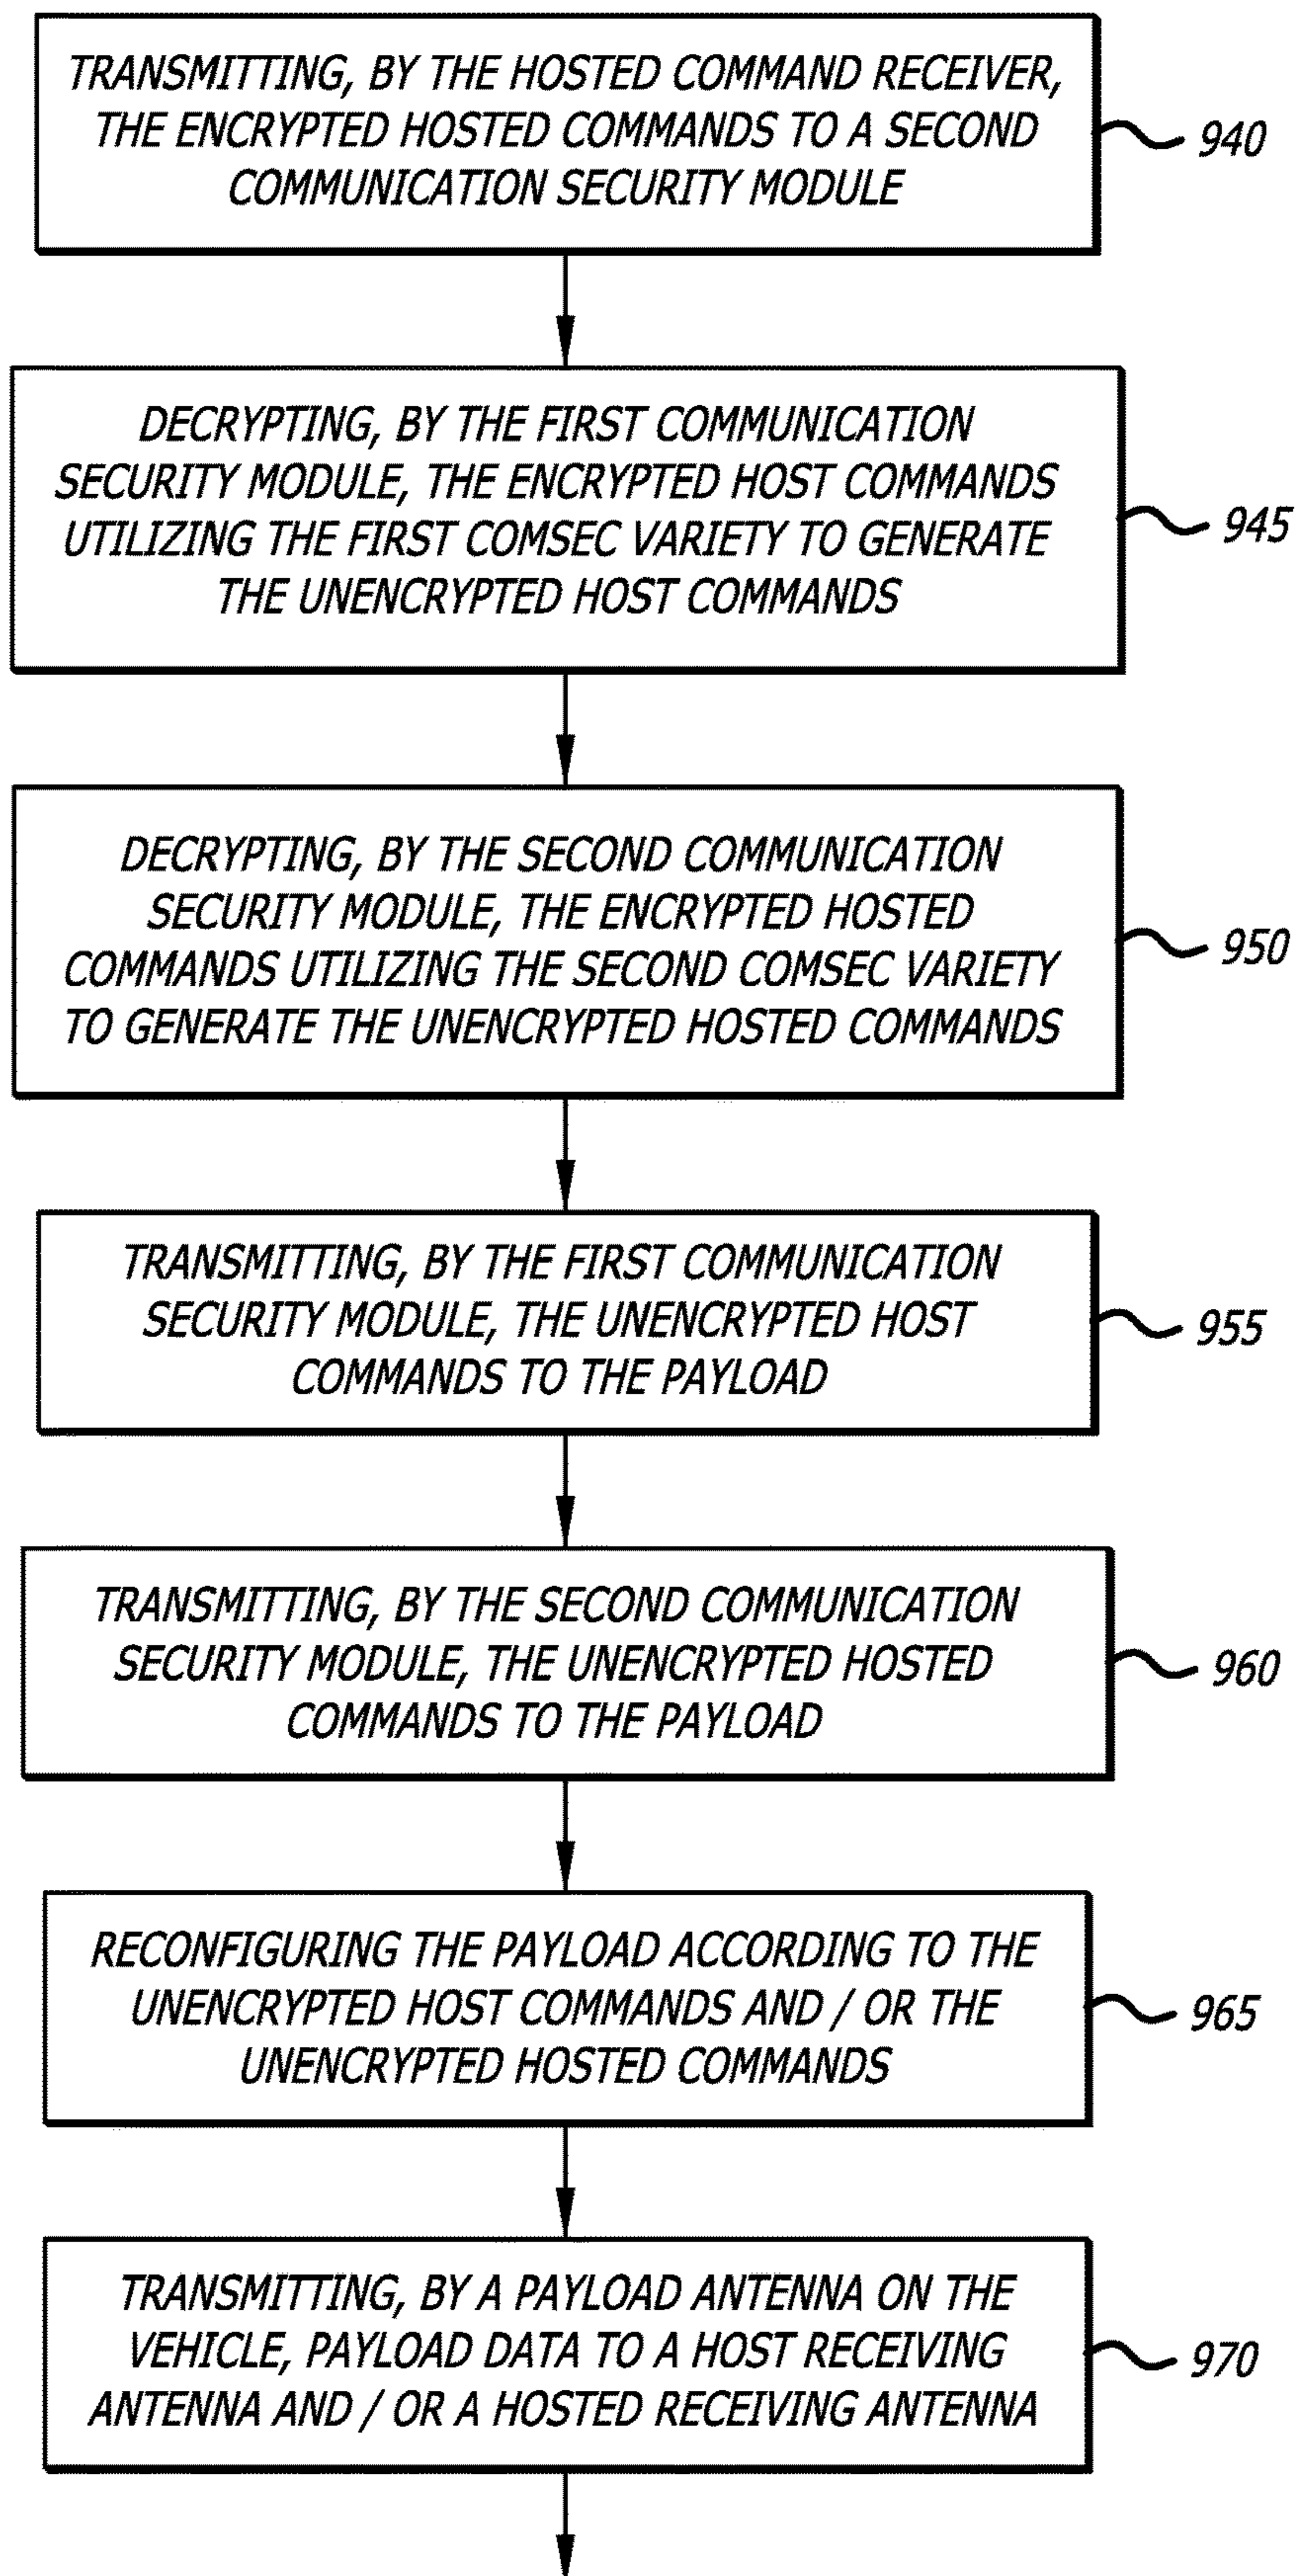 TRANSMITTING, BY THE HOSTED COMMAND RECEIVER,
THE ENCRYPTED HOSTED COMMANDS TO A SECOND
COMMUNICATION SECURITY MODULE
940
DECRYPTING, BY THE FIRST COMMUNICATION
SECURITY MODULE, THE ENCRYPTED HOST COMMANDS
UTILIZING THE FIRST COMSEC VARIETY TO GENERATE
THE UNENCRYPTED HOST COMMANDS
945
DECRYPTING, BY THE SECOND COMMUNICATION
SECURITY MODULE, THE ENCRYPTED HOSTED
COMMANDS UTILIZING THE SECOND COMSEC VARIETY
TO GENERATE THE UNENCRYPTED HOSTED COMMANDS
950
TRANSMITTING, BY THE FIRST COMMUNICATION
SECURITY MODULE, THE UNENCRYPTED HOST
COMMANDS TO THE PAYLOAD
955
TRANSMITTING, BY THE SECOND COMMUNICATION
SECURITY MODULE, THE UNENCRYPTED HOSTED
COMMANDS TO THE PAYLOAD
960
RECONFIGURING THE PAYLOAD ACCORDING TO THE
UNENCRYPTED HOST COMMANDS AND / OR THE
UNENCRYPTED HOSTED COMMANDS
965
TRANSMITTING, BY A PAYLOAD ANTENNA ON THE
VEHICLE, PAYLOAD DATA TO A HOST RECEIVING
ANTENNA AND / OR A HOSTED RECEIVING ANTENNA
970